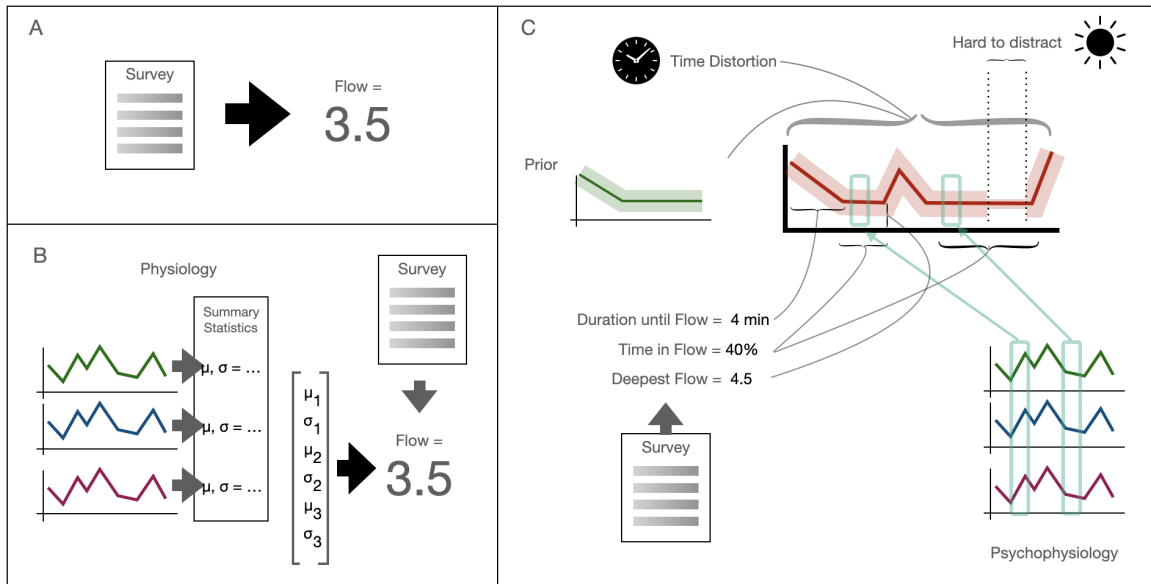 A
Survey
Flow =
3.5
B
Physiology
Survey
Summary
Statistics
μ, σ = ...
μ, σ = ...
μ, σ = ...
μ1
σ1
μ2
σ2
μ3
σ3
Flow =
3.5
C
Time Distortion
Hard to distract
Prior
Duration until Flow = 4 min
Time in Flow = 40%
Deepest Flow = 4.5
Survey
Psychophysiology